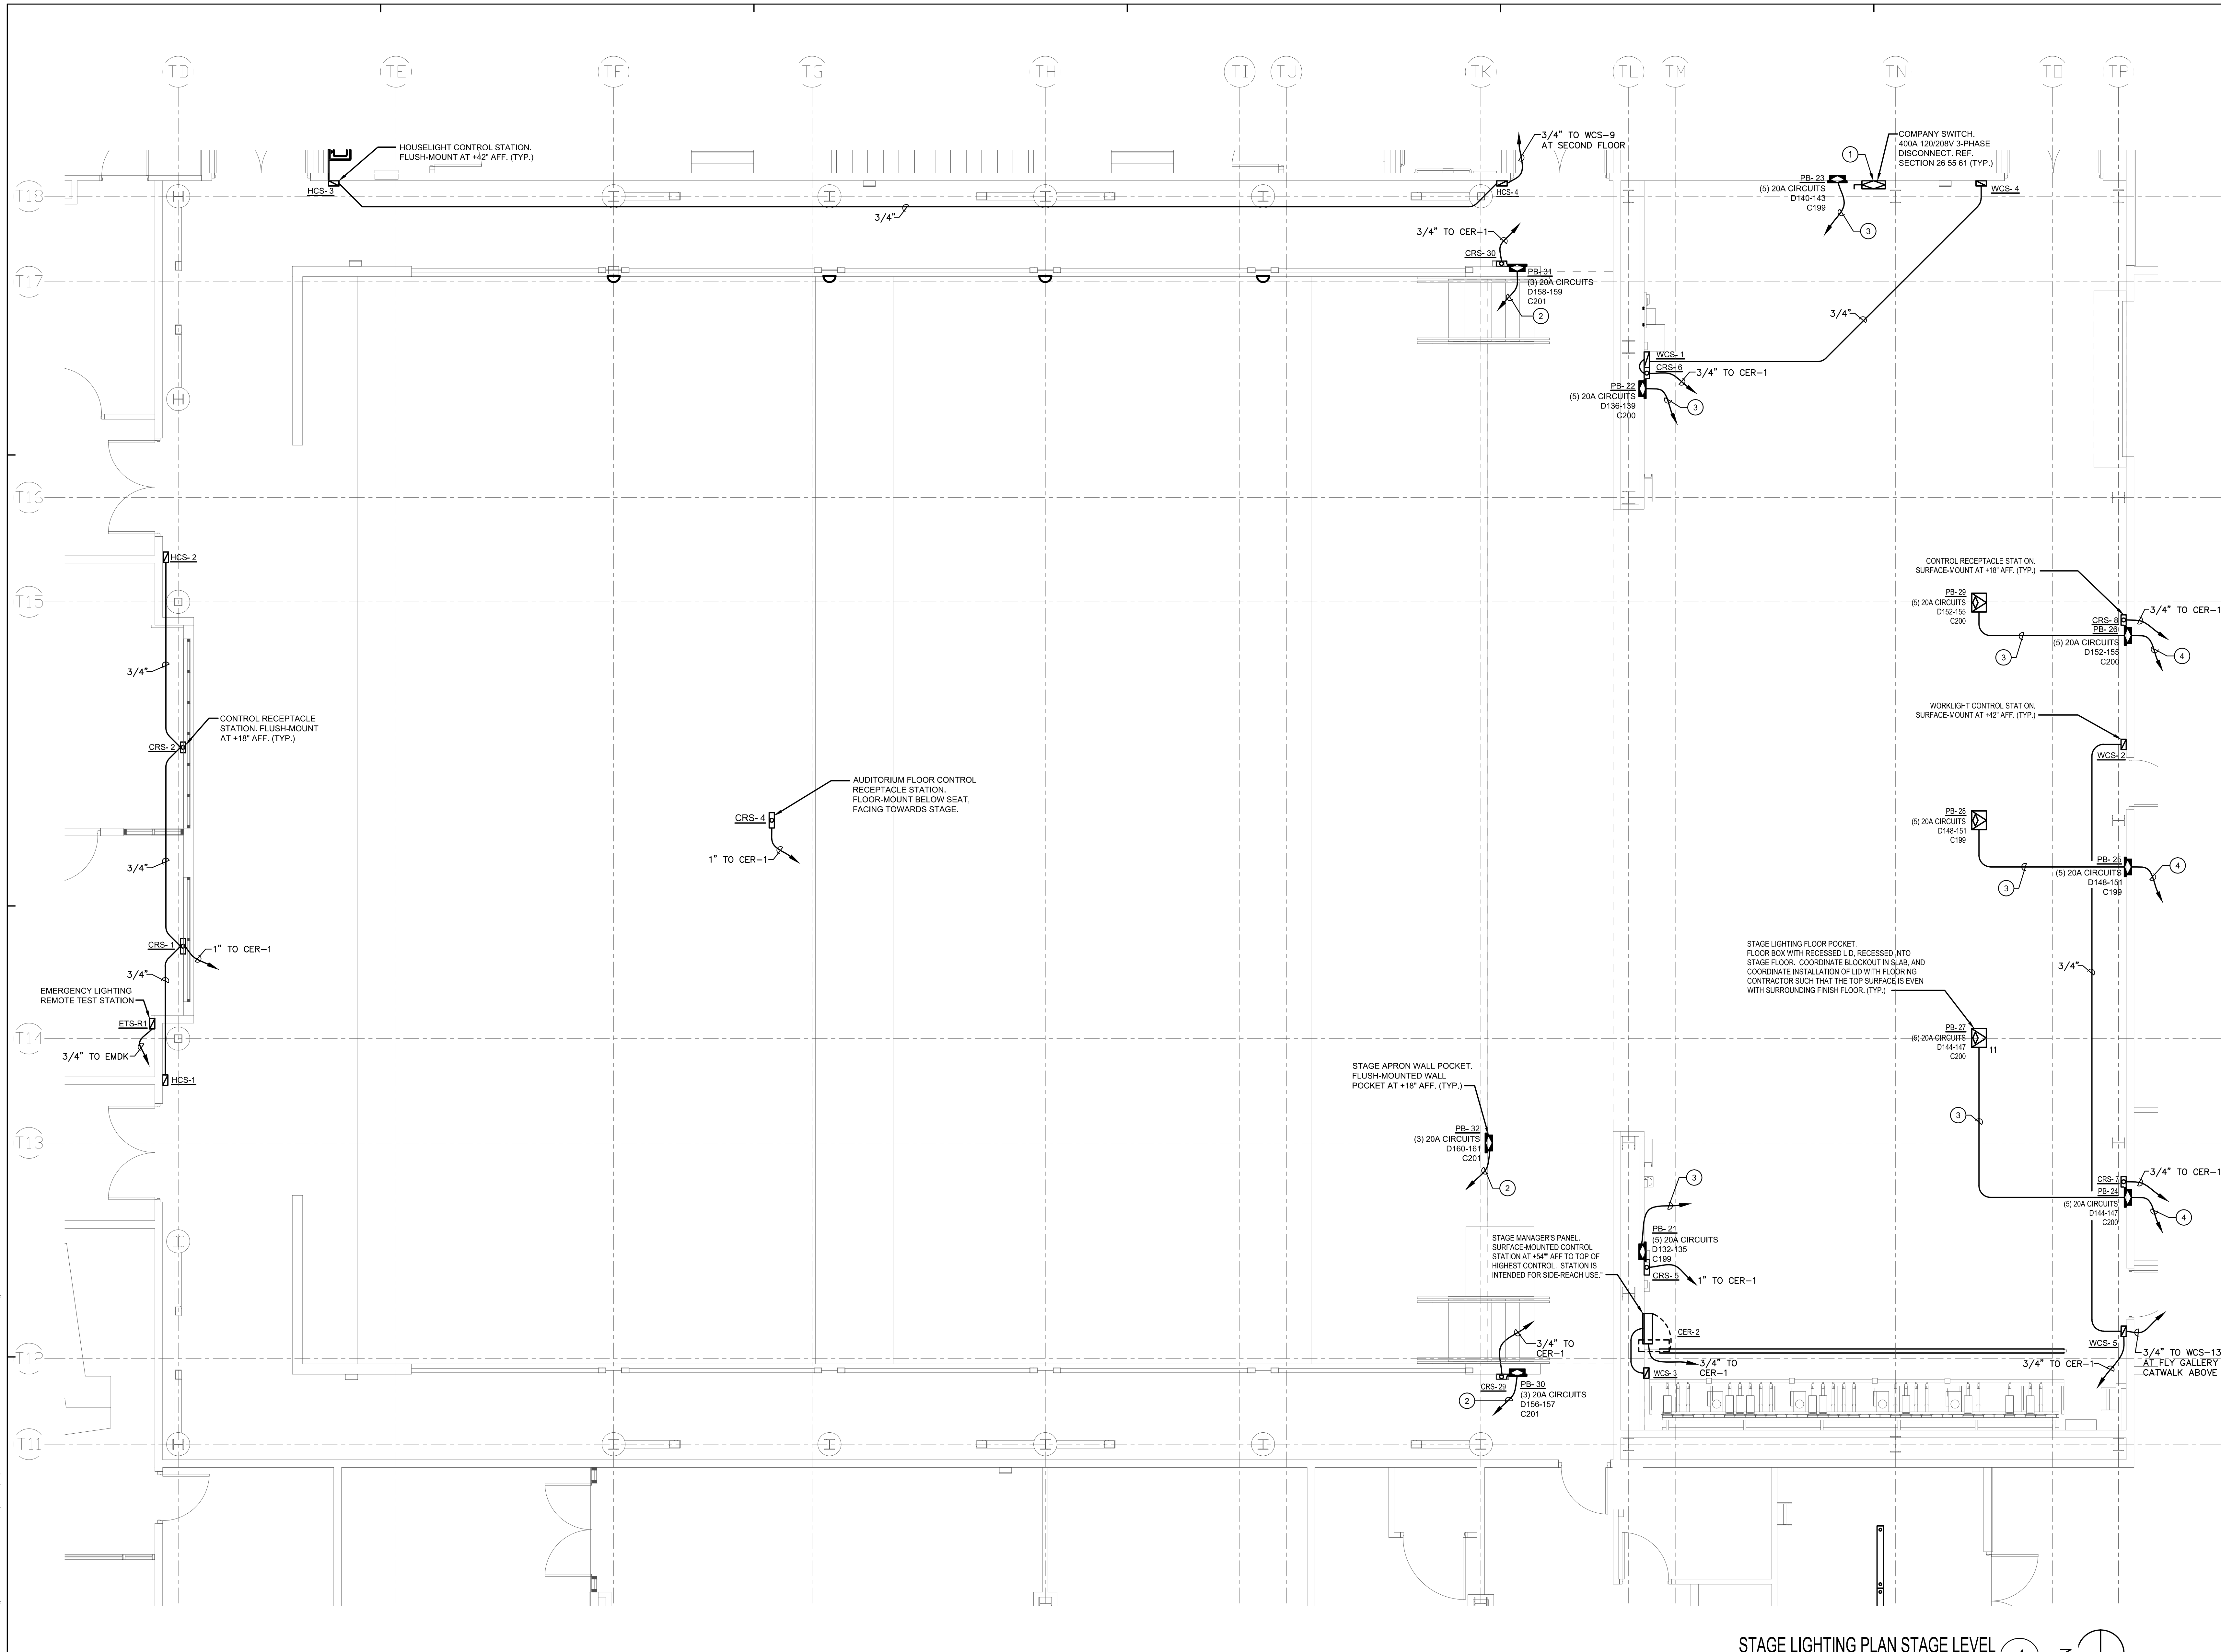 TD
TE
TF
TG
TH
TI
TJ
TK
TL
TM
TN
TO
TP
HOUSELIGHT CONTROL STATION.
FLUSH-MOUNT AT +42" AFF. (TYP.)
HCS-3
3/4"
3/4" TO WCS-9
AT SECOND FLOOR
HCS-4
COMPANY SWITCH.
400A 120/208V 3-PHASE
DISCONNECT. REF.
SECTION 26 55 61 (TYP.)
1
PB-23
(5) 20A CIRCUITS
D140-143
C199
3
WCS-4
T18
3/4" TO CER-1
CRS-30
PB-31
(3) 20A CIRCUITS
D158-159
C201
2
T17
3/4"
WCS-1
CRS-6
3/4" TO CER-1
PB-22
(5) 20A CIRCUITS
D136-139
C200
3
T16
HCS-2
T15
CONTROL RECEPTACLE STATION.
SURFACE-MOUNT AT +18" AFF. (TYP.)
PB-29
(5) 20A CIRCUITS
D152-155
C200
3
CRS-8
3/4" TO CER-1
PB-26
(5) 20A CIRCUITS
D152-155
C200
4
3/4"
CONTROL RECEPTACLE
STATION. FLUSH-MOUNT
AT +18" AFF. (TYP.)
CRS-2
WORKLIGHT CONTROL STATION.
SURFACE-MOUNT AT +42" AFF. (TYP.)
WCS-2
AUDITORIUM FLOOR CONTROL
RECEPTACLE STATION.
FLOOR-MOUNT BELOW SEAT,
FACING TOWARDS STAGE.
CRS-4
1" TO CER-1
PB-28
(5) 20A CIRCUITS
D148-151
C199
3
PB-25
(5) 20A CIRCUITS
D148-151
C199
4
3/4"
CRS-1
1" TO CER-1
3/4"
EMERGENCY LIGHTING
REMOTE TEST STATION
ETS-R1
3/4" TO EMDK
HCS-1
T14
STAGE LIGHTING FLOOR POCKET.
FLOOR BOX WITH RECESSED LID, RECESSED INTO
STAGE FLOOR. COORDINATE BLOCKOUT IN SLAB, AND
COORDINATE INSTALLATION OF LID WITH FLOORING
CONTRACTOR SUCH THAT THE TOP SURFACE IS EVEN
WITH SURROUNDING FINISH FLOOR. (TYP.)
3/4"
PB-27
(5) 20A CIRCUITS
D144-147
C200
11
3
STAGE APRON WALL POCKET.
FLUSH-MOUNTED WALL
POCKET AT +18" AFF. (TYP.)
PB-32
(3) 20A CIRCUITS
D160-161
C201
2
T13
3
PB-21
(5) 20A CIRCUITS
D132-135
C199
CRS-5
1" TO CER-1
CRS-7
3/4" TO CER-1
PB-24
(5) 20A CIRCUITS
D144-147
C200
4
STAGE MANAGER'S PANEL.
SURFACE-MOUNTED CONTROL
STATION AT +54"" AFF TO TOP OF
HIGHEST CONTROL. STATION IS
INTENDED FOR SIDE-REACH USE."
CER-2
WCS-3
3/4" TO
CER-1
3/4" TO
CER-1
WCS-5
3/4" TO CER-1
3/4" TO WCS-13
AT FLY GALLERY
CATWALK ABOVE
T12
CRS-29
PB-30
(3) 20A CIRCUITS
D156-157
C201
2
T11
STAGE LIGHTING PLAN STAGE LEVEL